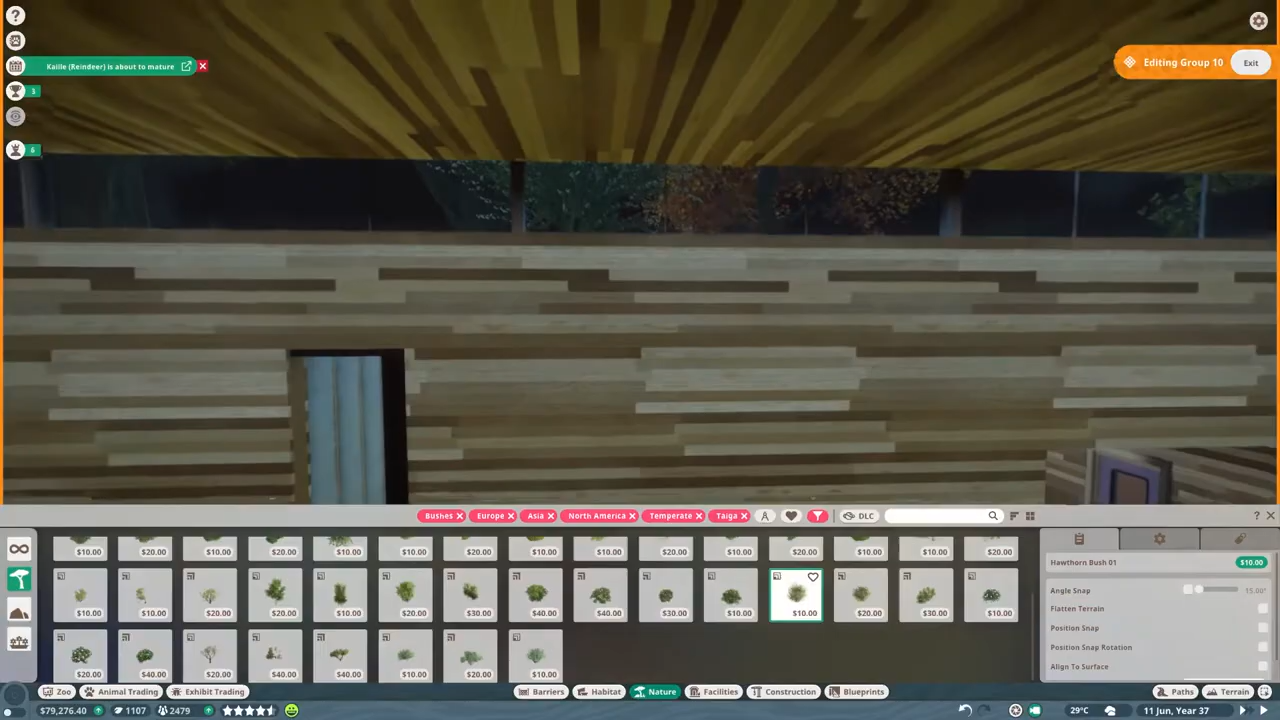 ?
Kaille (Reindeer) is about to mature
3
6
Editing Group 10 Exit
Bushes Europe Asia North America Temperate Taiga DLC
?
$10.00 $20.00 $10.00 $20.00 $10.00 $10.00 $20.00 $10.00 $10.00 $20.00 $10.00 $20.00 $10.00 $10.00 $20.00
$10.00 $10.00 $20.00 $20.00 $10.00 $20.00 $30.00 $40.00 $40.00 $30.00 $10.00 $10.00 $20.00 $30.00 $10.00
$20.00 $40.00 $20.00 $40.00 $40.00 $10.00 $20.00 $10.00
Hawthorn Bush 01 $10.00
Angle Snap 15.00°
Flatten Terrain
Position Snap
Position Snap Rotation
Align To Surface
Zoo Animal Trading Exhibit Trading Barriers Habitat Nature Facilities Construction Blueprints Paths Terrain
$79,276.40 1107 2479 29°C 11 Jun, Year 37